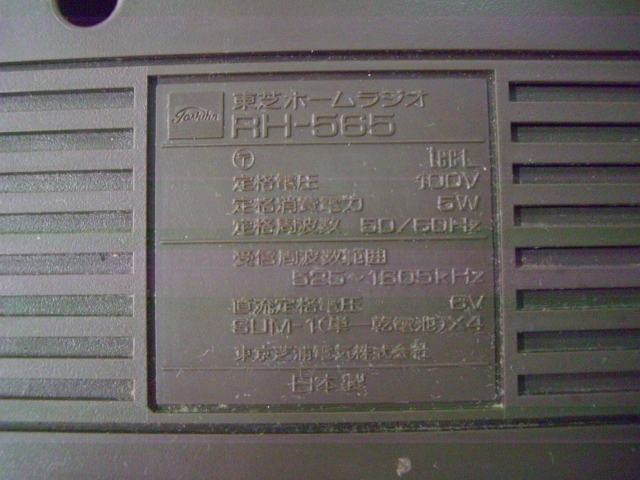 Toshiba
東芝ホームラジオ
RH-565
〒
定格電圧 100V
定格消費電力 5W
定格周波数 50/60Hz
受信周波数範囲
525~1605kHz
直流定格電圧 6V
SUM-1(単一乾電池)×4
東京芝浦電気株式会社
日本製